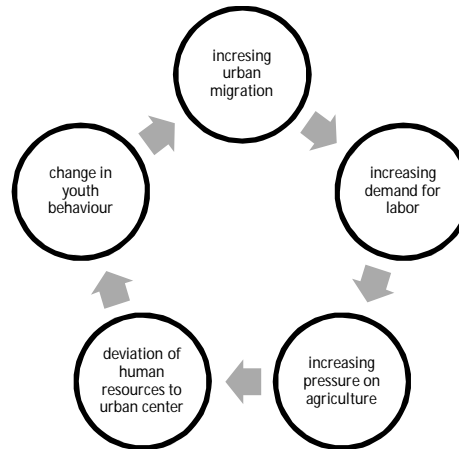 incresing
urban
migration
increasing
demand for
labor
increasing
pressure on
agriculture
deviation of
human
resources to
urban center
change in
youth
behaviour